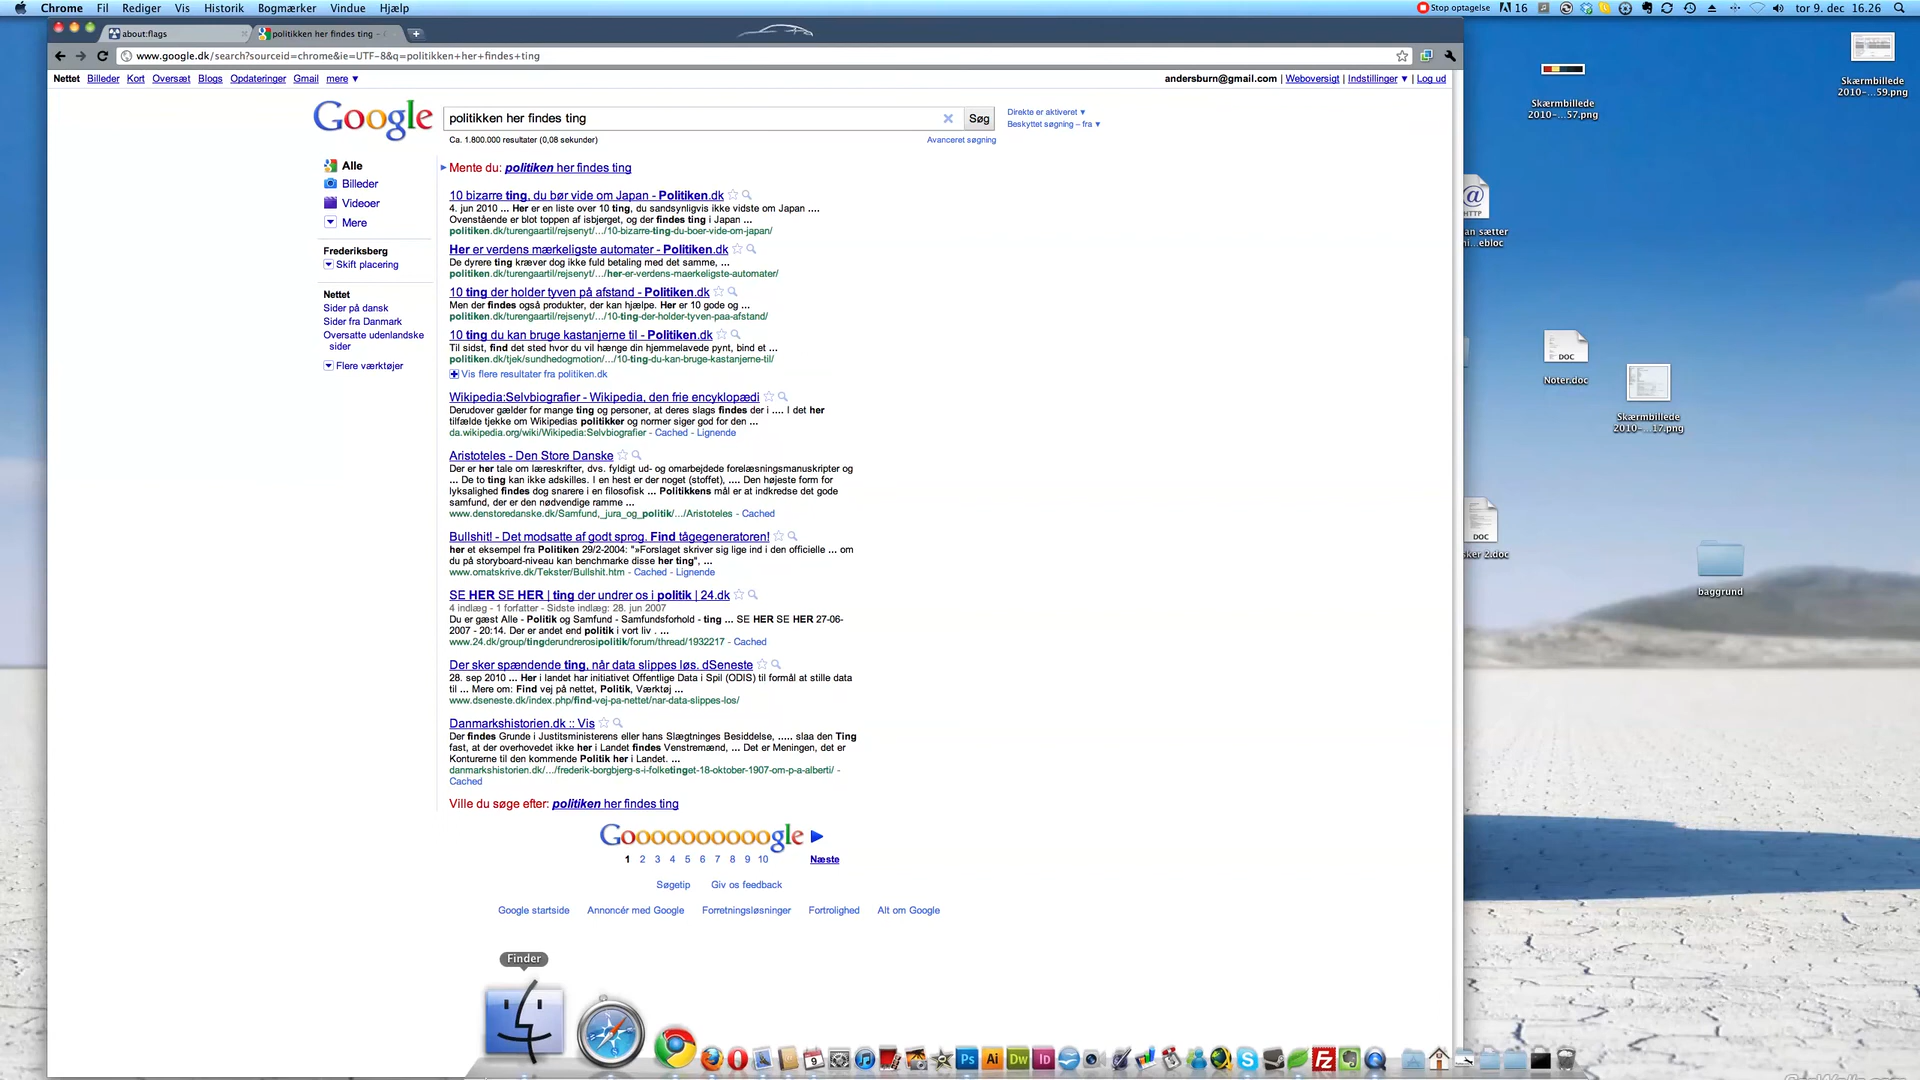 Chrome Fil Rediger Vis Historik Bogmærker Vindue Hjælp Stop optagelse 16 tor 9. dec 16.26
about:flags politikken her findes ting –
www.google.dk/search?sourceid=chrome&ie=UTF-8&q=politikken+her+findes+ting
Nettet Billeder Kort Oversæt Blogs Opdateringer Gmail mere ▼ andersburn@gmail.com | Weboversigt | Indstillinger ▼ | Log ud
Google politikken her findes ting Søg
Direkte er aktiveret ▼
Beskyttet søgning – fra ▼
Ca. 1.800.000 resultater (0,08 sekunder) Avanceret søgning
Alle
Billeder
Videoer
Mere
Frederiksberg
Skift placering
Nettet
Sider på dansk
Sider fra Danmark
Oversatte udenlandske
sider
Flere værktøjer
Mente du: politiken her findes ting
10 bizarre ting, du bør vide om Japan - Politiken.dk
4. jun 2010 ... Her er en liste over 10 ting, du sandsynligvis ikke vidste om Japan ....
Ovenstående er blot toppen af isbjerget, og der findes ting i Japan ...
politiken.dk/turengaartil/rejsenyt/.../10-bizarre-ting-du-boer-vide-om-japan/
Her er verdens mærkeligste automater - Politiken.dk
De dyrere ting kræver dog ikke fuld betaling med det samme, ...
politiken.dk/turengaartil/rejsenyt/.../her-er-verdens-maerkeligste-automater/
10 ting der holder tyven på afstand - Politiken.dk
Men der findes også produkter, der kan hjælpe. Her er 10 gode og ...
politiken.dk/turengaartil/rejsenyt/.../10-ting-der-holder-tyven-paa-afstand/
10 ting du kan bruge kastanjerne til - Politiken.dk
Til sidst, find det sted hvor du vil hænge din hjemmelavede pynt, bind et ...
politiken.dk/tjek/sundhedogmotion/.../10-ting-du-kan-bruge-kastanjerne-til/
Vis flere resultater fra politiken.dk
Wikipedia:Selvbiografier - Wikipedia, den frie encyklopædi
Derudover gælder for mange ting og personer, at deres slags findes der i .... I det her
tilfælde tjekke om Wikipedias politikker og normer siger god for den ...
da.wikipedia.org/wiki/Wikipedia:Selvbiografier - Cached - Lignende
Aristoteles - Den Store Danske
Der er her tale om læreskrifter, dvs. fyldigt ud- og omarbejdede forelæsningsmanuskripter og
... De to ting kan ikke adskilles. I en hest er der noget (stoffet), .... Den højeste form for
lyksalighed findes dog snarere i en filosofisk ... Politikkens mål er at indkredse det gode
samfund, der er den nødvendige ramme ...
www.denstoredanske.dk/Samfund,_jura_og_politik/.../Aristoteles - Cached
Bullshit! - Det modsatte af godt sprog. Find tågegeneratoren!
her et eksempel fra Politiken 29/2-2004: "»Forslaget skriver sig lige ind i den officielle ... om
du på storyboard-niveau kan benchmarke disse her ting", ...
www.omatskrive.dk/Tekster/Bullshit.htm - Cached - Lignende
SE HER SE HER | ting der undrer os i politik | 24.dk
4 indlæg - 1 forfatter - Sidste indlæg: 28. jun 2007
Du er gæst Alle - Politik og Samfund - Samfundsforhold - ting ... SE HER SE HER 27-06-
2007 - 20:14. Der er andet end politik i vort liv . ...
www.24.dk/group/tingderundrerosipolitik/forum/thread/1932217 - Cached
Der sker spændende ting, når data slippes løs. dSeneste
28. sep 2010 ... Her i landet har initiativet Offentlige Data i Spil (ODIS) til formål at stille data
til ... Mere om: Find vej på nettet, Politik, Værktøj ...
www.dseneste.dk/index.php/find-vej-pa-nettet/nar-data-slippes-los/
Danmarkshistorien.dk :: Vis
Der findes Grunde i Justitsministerens eller hans Slægtninges Besiddelse, ..... slaa den Ting
fast, at der overhovedet ikke her i Landet findes Venstremænd, ... Det er Meningen, det er
Konturerne til den kommende Politik her i Landet. ...
danmarkshistorien.dk/.../frederik-borgbjerg-s-i-folketinget-18-oktober-1907-om-p-a-alberti/ -
Cached
Ville du søge efter: politiken her findes ting
Goooooooooogle
1 2 3 4 5 6 7 8 9 10 Næste
Søgetip Giv os feedback
Google startside Annoncér med Google Forretningsløsninger Fortrolighed Alt om Google
Finder
9 Ps Ai Dw Id S Fz
Skærmbillede
2010-...57.png
Skærmbillede
2010-...59.png
@
HTTP
an sætter
ebloc
DOC
Noter.doc
Skærmbillede
2010-...17.png
DOC
ker 2.doc
baggrund